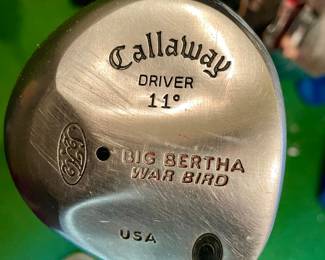 Callaway
DRIVER
11°
BIG BERTHA
WAR BIRD
USA